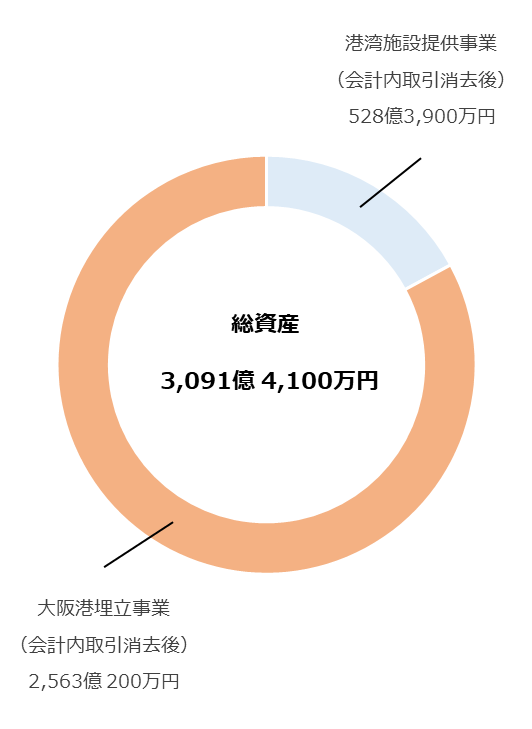 港湾施設提供事業
（会計内取引消去後）
528億3,900万円
総資産
3,091億 4,100万円
大阪港埋立事業
（会計内取引消去後）
2,563億 200万円